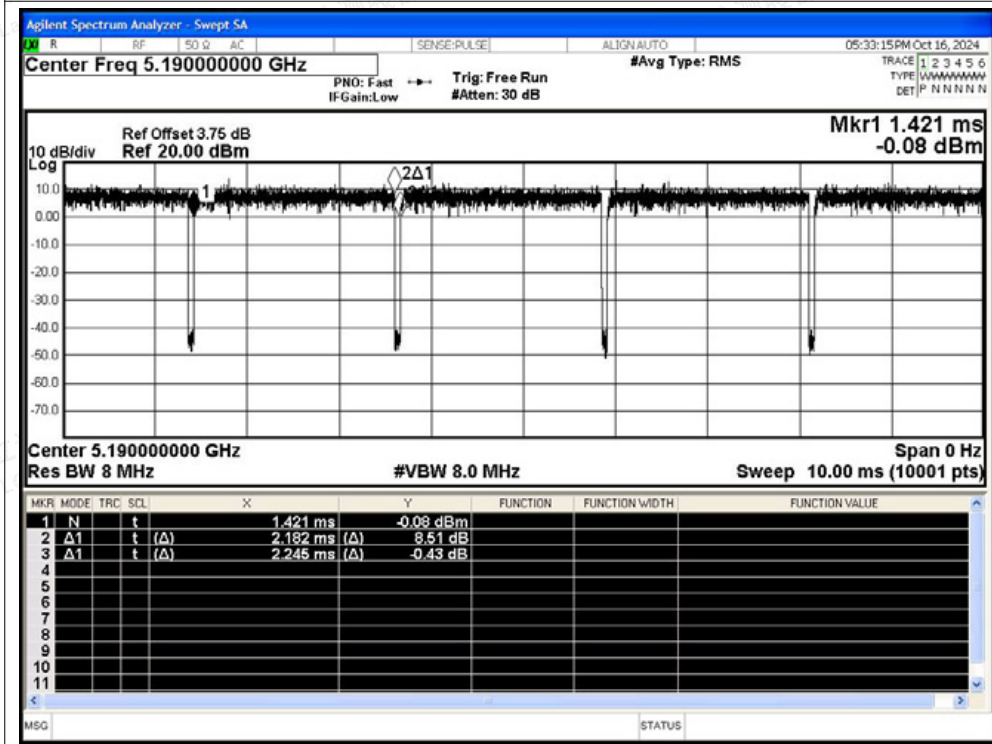 Agilent Spectrum Analyzer - Swept SA
R RF 50 Ω AC SENSE:PULSE ALIGNAUTO 05:33:15PM Oct 16, 2024
Center Freq 5.190000000 GHz #Avg Type: RMS TRACE 1 2 3 4 5 6
PNO: Fast Trig: Free Run TYPE WWWWWW
IFGain:Low #Atten: 30 dB DET P N N N N N
Mkr1 1.421 ms
Ref Offset 3.75 dB
10 dB/div Ref 20.00 dBm -0.08 dBm
Log
2Δ1
1
10.0
0.00
-10.0
-20.0
-30.0
-40.0
-50.0
-60.0
-70.0
Center 5.190000000 GHz Span 0 Hz
Res BW 8 MHz #VBW 8.0 MHz Sweep 10.00 ms (10001 pts)
MKR MODE TRC SCL X Y FUNCTION FUNCTION WIDTH FUNCTION VALUE
1 N t 1.421 ms -0.08 dBm
2 Δ1 t (Δ) 2.182 ms (Δ) 8.51 dB
3 Δ1 t (Δ) 2.245 ms (Δ) -0.43 dB
4
5
6
7
8
9
10
11
MSG STATUS